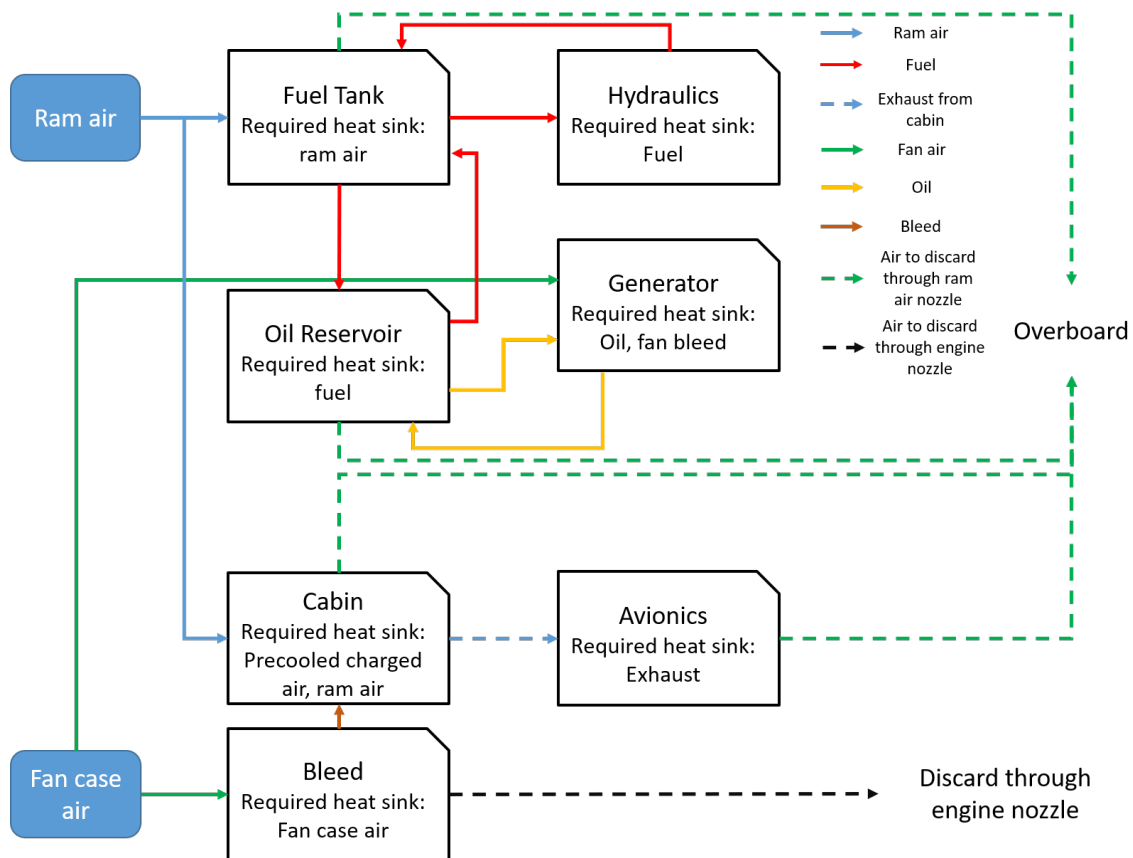 Ram air
Fuel Tank
Required heat sink:
ram air
Hydraulics
Required heat sink:
Fuel
Ram air
Fuel
Exhaust from
cabin
Fan air
Oil
Bleed
Air to discard
through ram
air nozzle
Air to discard
through engine
nozzle
Generator
Required heat sink:
Oil, fan bleed
Oil Reservoir
Required heat sink:
fuel
Overboard
Cabin
Required heat sink:
Precooled charged
air, ram air
Avionics
Required heat sink:
Exhaust
Fan case
air
Bleed
Required heat sink:
Fan case air
Discard through
engine nozzle